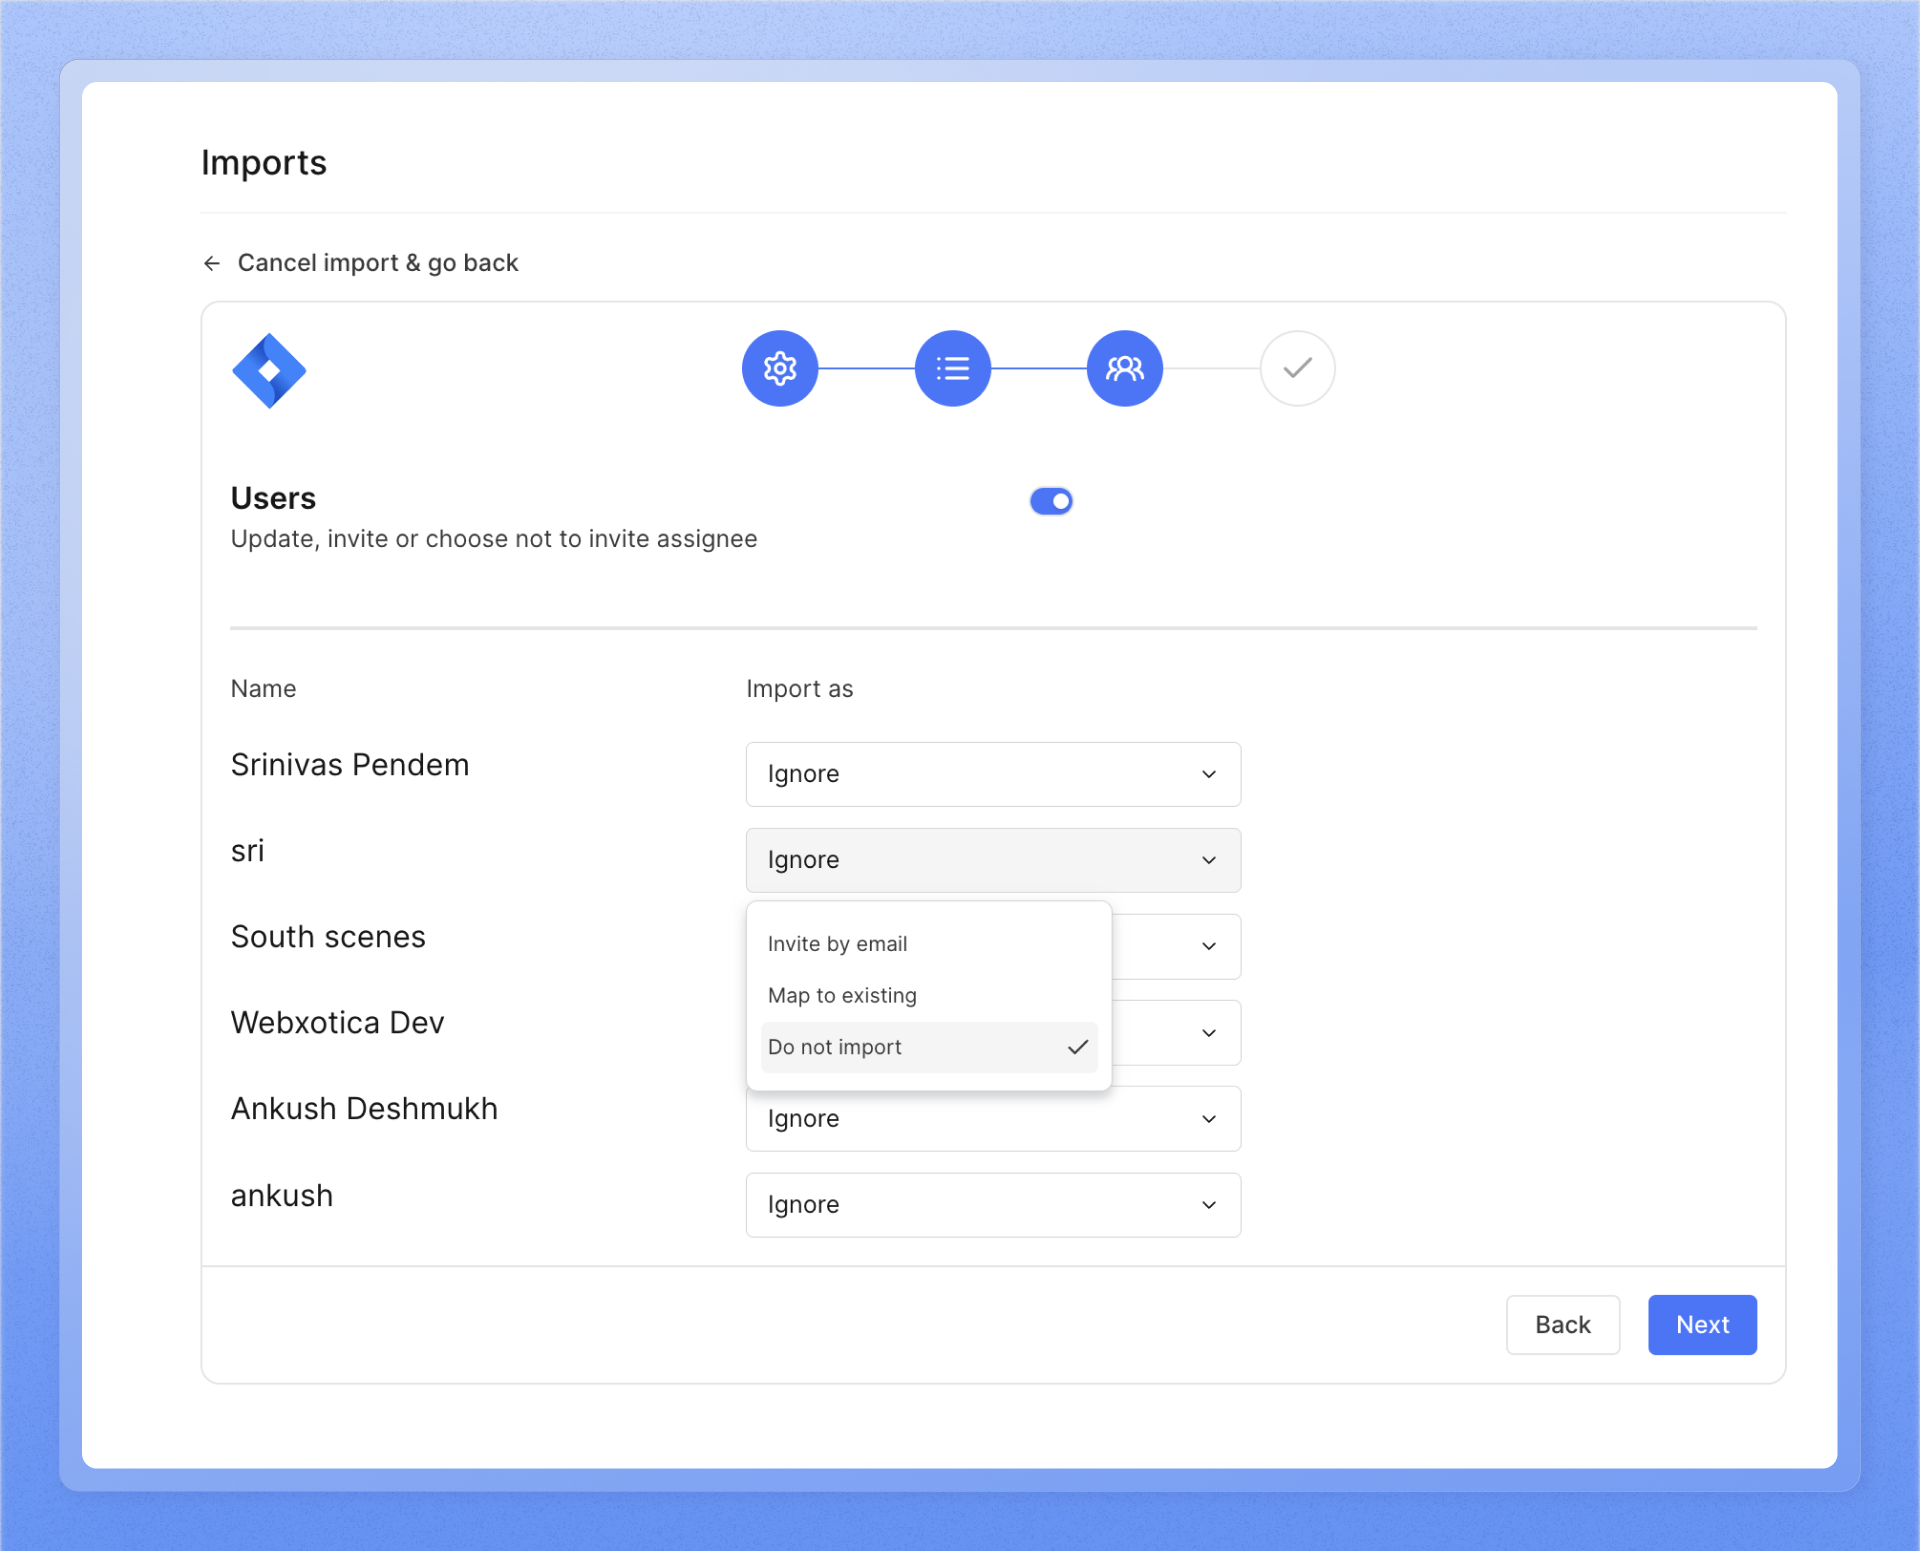 Imports
Cancel import & go back
Users
Update, invite or choose not to invite assignee
Name
Import as
Srinivas Pendem
Ignore
sri
Ignore
South scenes
Invite by email
Map to existing
Webxotica Dev
Do not import
Ankush Deshmukh
Ignore
ankush
Ignore
Back
Next